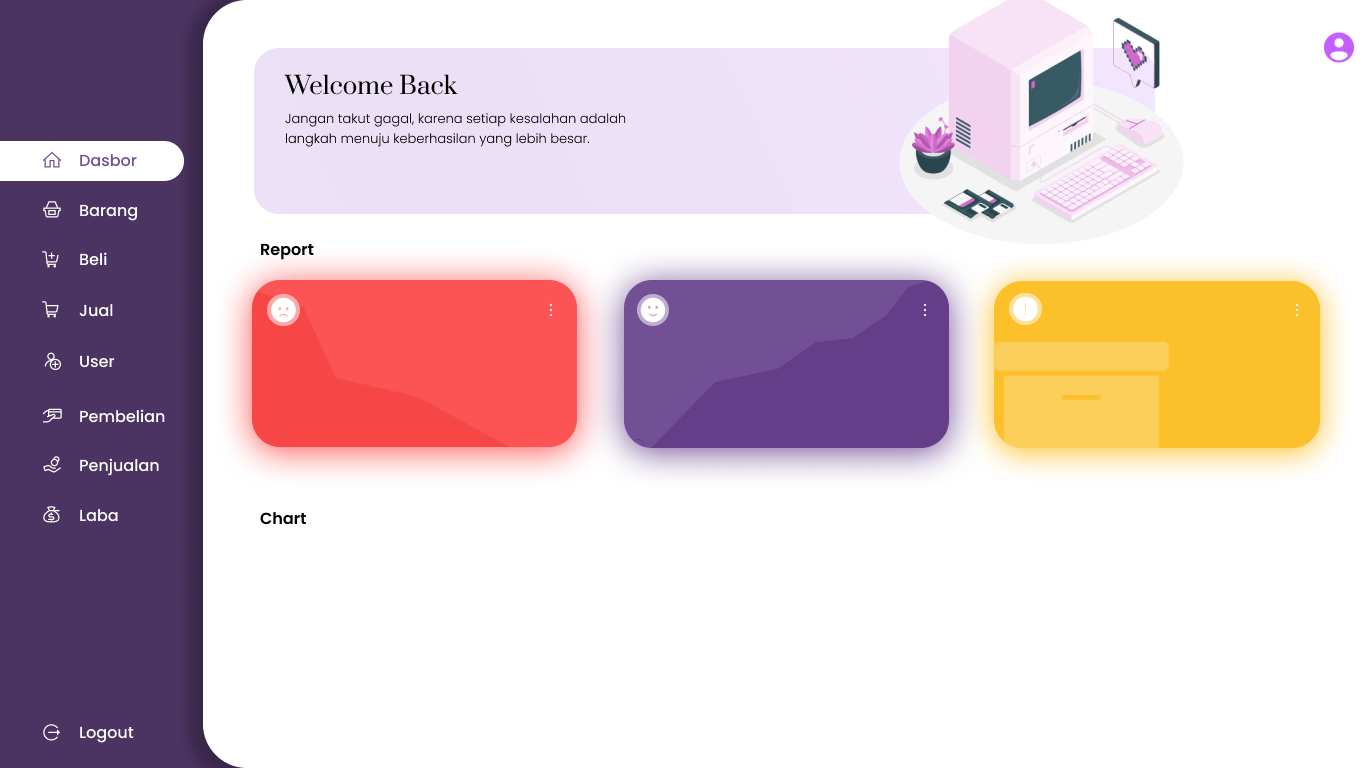 Dasbor
Barang
Beli
Jual
User
Pembelian
Penjualan
Laba
Logout
Welcome Back
Jangan takut gagal, karena setiap kesalahan adalah
langkah menuju keberhasilan yang lebih besar.
Report
Chart